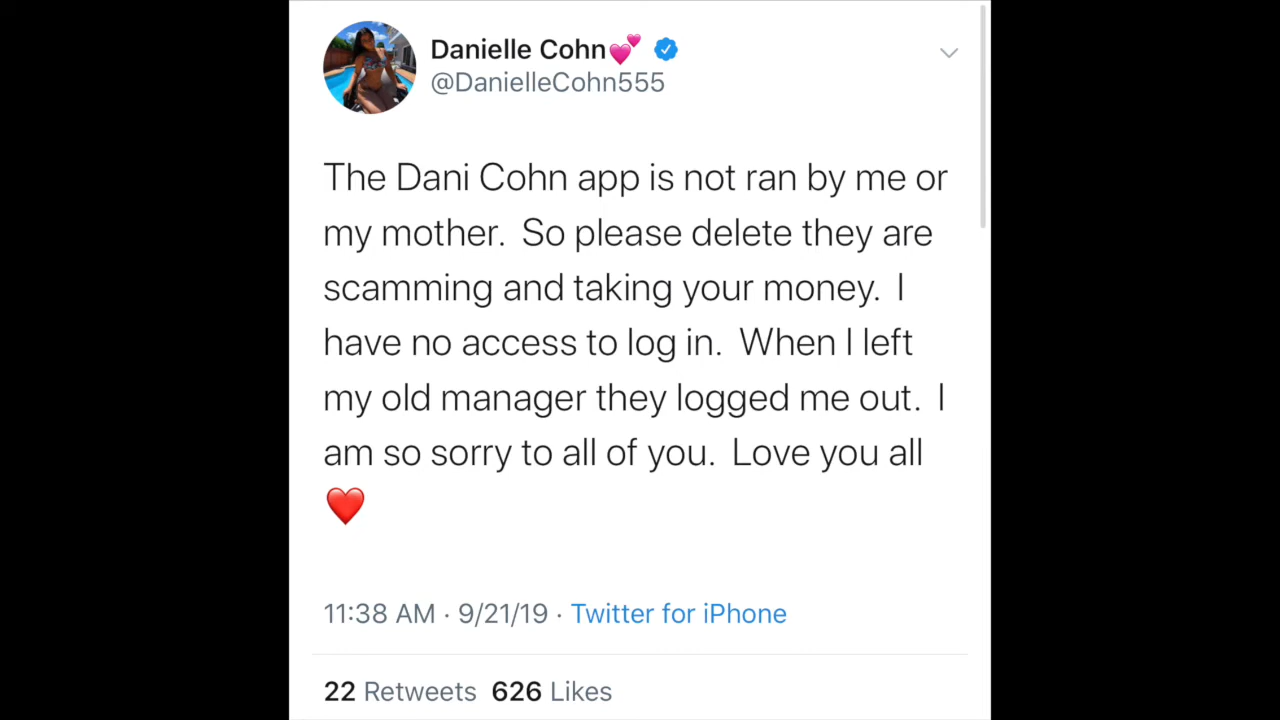 Danielle Cohn💕
@DanielleCohn555
The Dani Cohn app is not ran by me or
my mother.  So please delete they are
scamming and taking your money.  I
have no access to log in.  When I left
my old manager they logged me out.  I
am so sorry to all of you.  Love you all
❤️
11:38 AM · 9/21/19 · Twitter for iPhone
22 Retweets  626 Likes